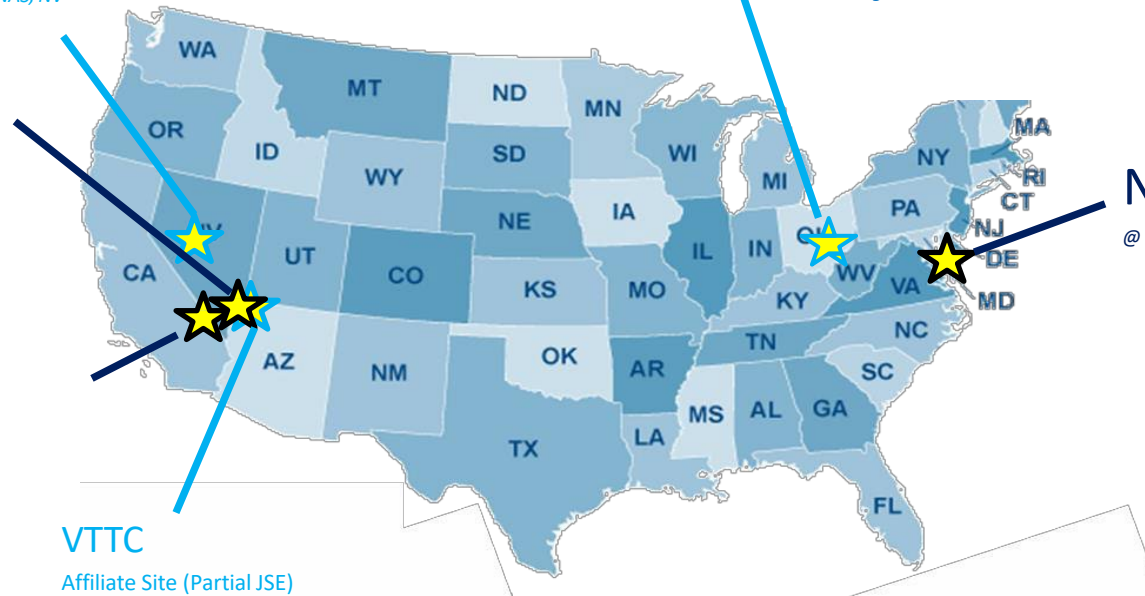 WA
MT
ND
MN
OR
ID
SD
WI
NY
MA
WY
MI
RI
CT
IA
PA
NE
NJ
@
UT
IL
IN
DE
CA
CO
WV
VA
KS
MO
KY
MD
NC
TN
AZ
OK
NM
AR
SC
MS
AL
GA
LA
TX
FL
VTTC
Affiliate Site (Partial JSE)